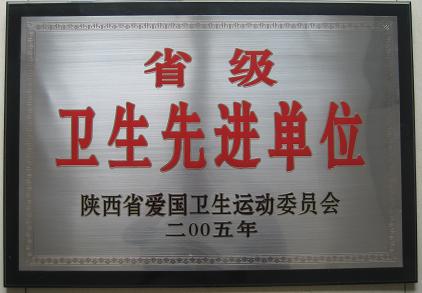 省级
卫生先进单位
陕西省爱国卫生运动委员会
二00五年